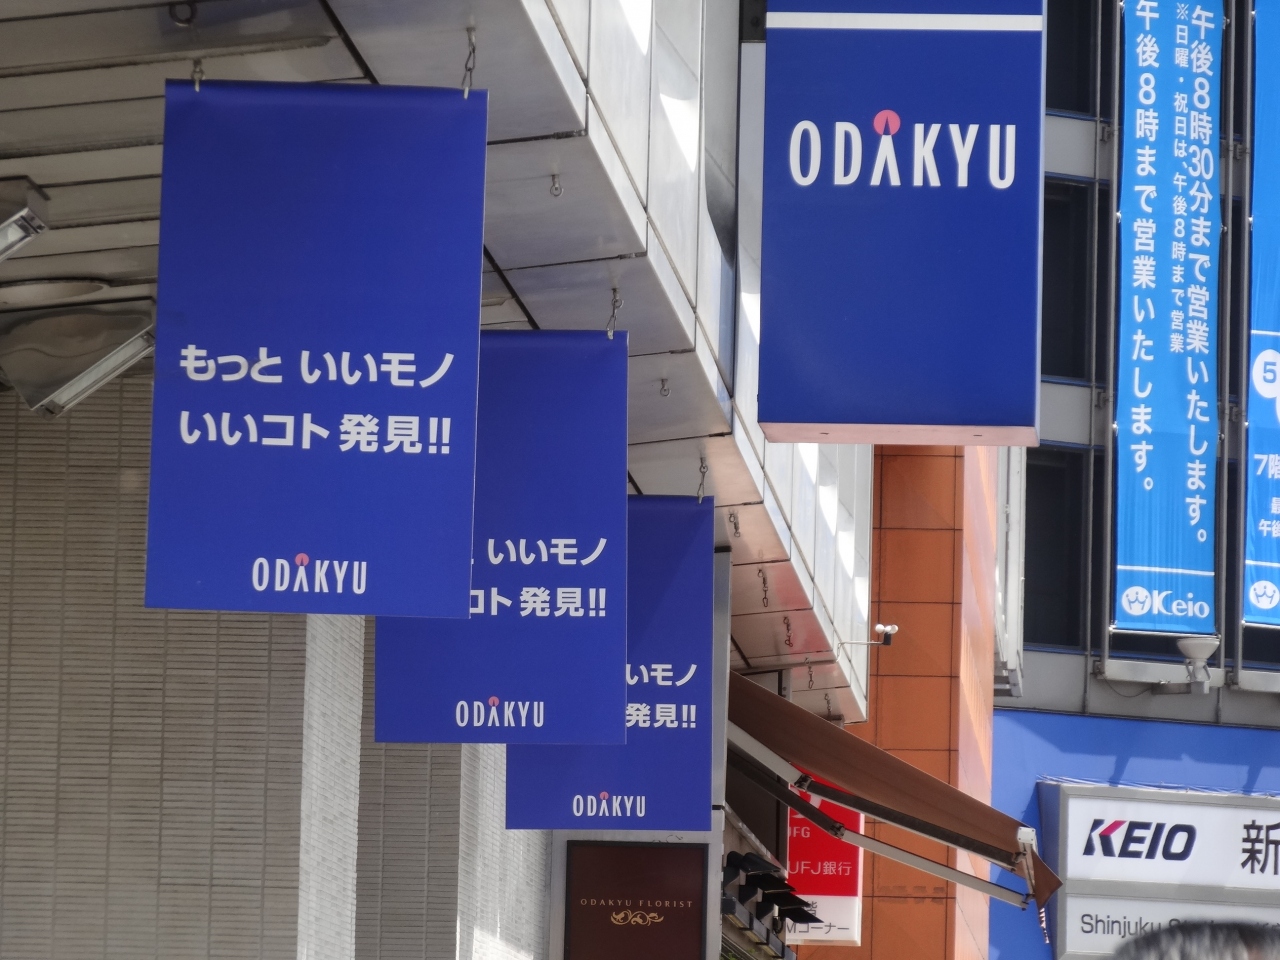 もっと いいモノ
いいコト 発見!!
ODAKYU
いいモノ
コト 発見!!
ODAKYU
いモノ
発見!!
ODAKYU
ODAKYU FLORIST
ODAKYU
午後8時30分まで営業いたします。
※日曜・祝日は、午後8時まで営業
午後8時まで営業いたします。
Keio
5
7階
午後
UFJ銀行
コーナー
KEIO
新
Shinjuku